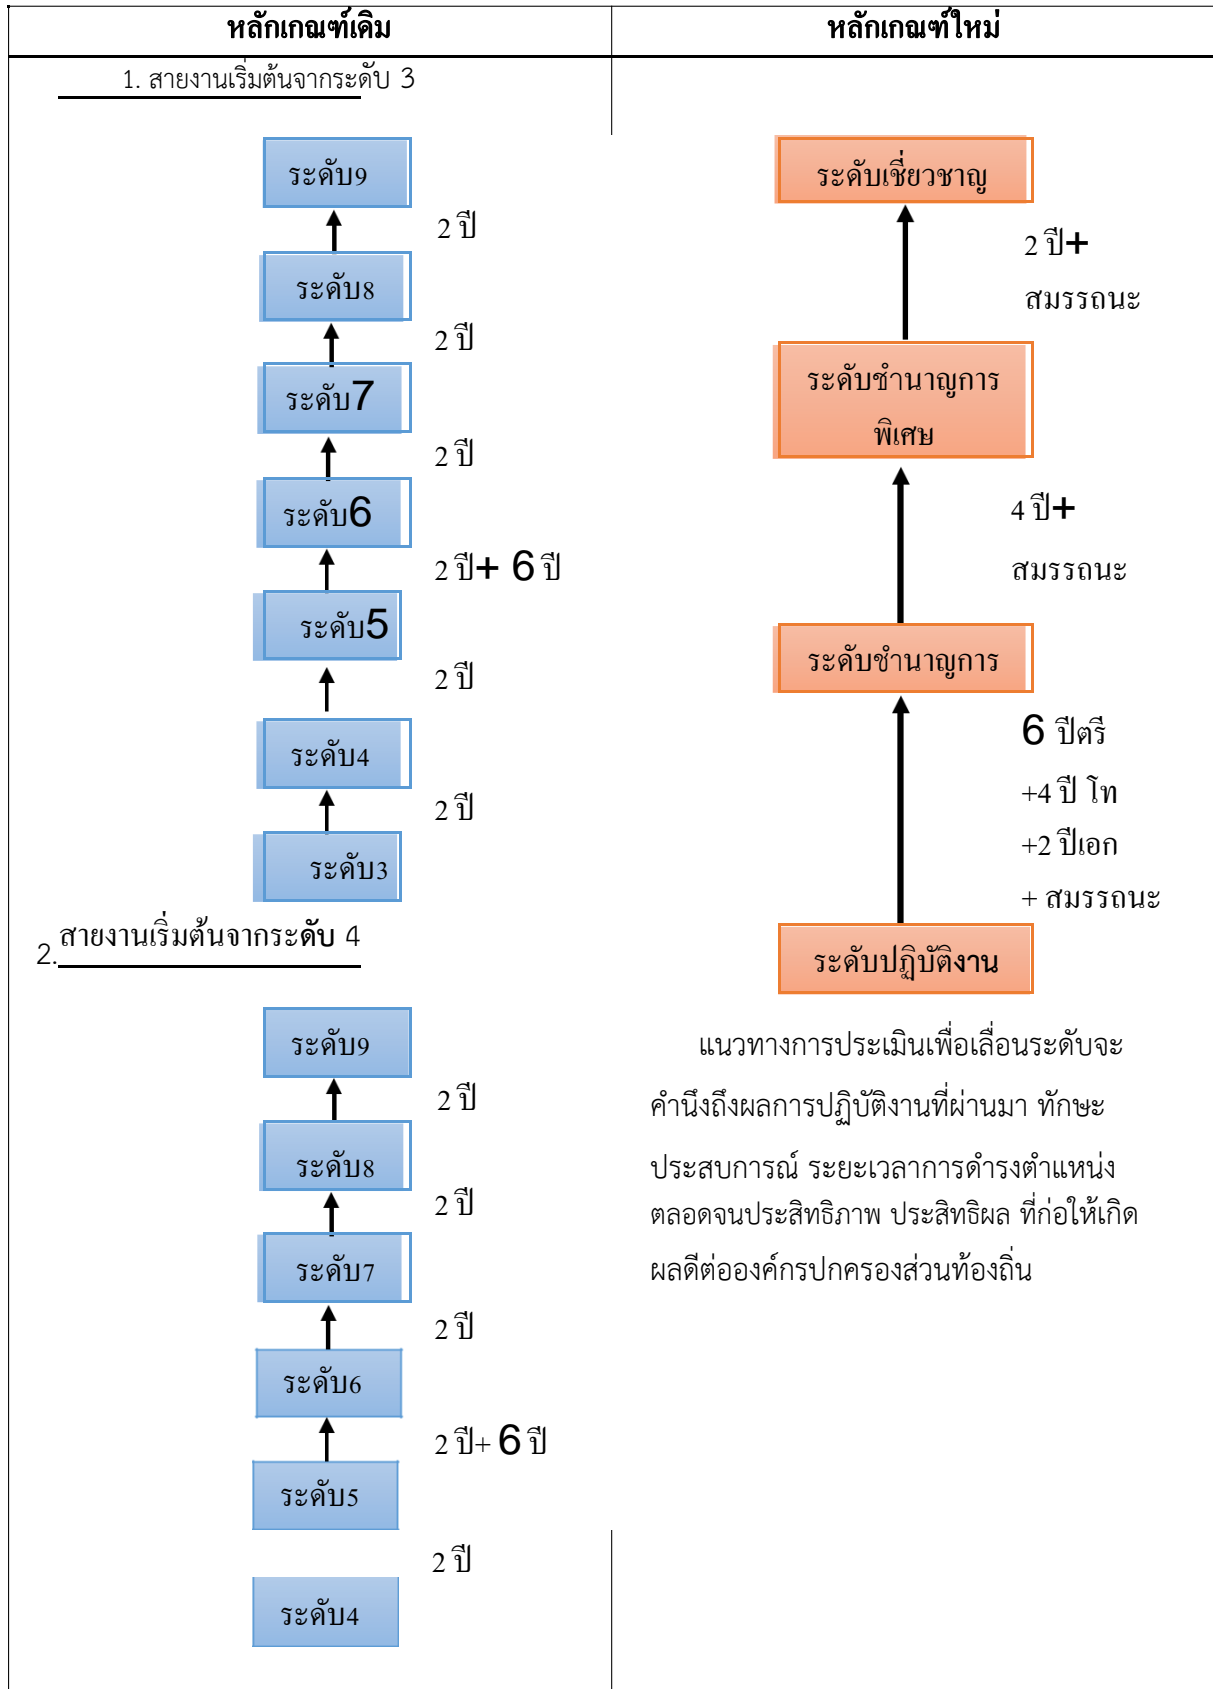 หลักเกณฑ์เดิม
หลักเกณฑ์ใหม่
1. สายงานเริ่มต้นจากระดับ 3
ระดับ9
2 ปี
ระดับ8
2 ปี
ระดับ7
2 ปี
ระดับ6
2 ปี+ 6 ปี
ระดับ5
2 ปี
ระดับ4
2 ปี
ระดับ3
2. สายงานเริ่มต้นจากระดับ 4
ระดับ9
2 ปี
ระดับ8
2 ปี
ระดับ7
2 ปี
ระดับ6
2 ปี+ 6 ปี
ระดับ5
2 ปี
ระดับ4
ระดับเชี่ยวชาญ
2 ปี+
สมรรถนะ
ระดับชำนาญการ
พิเศษ
4 ปี+
สมรรถนะ
ระดับชำนาญการ
6 ปีตรี
+4 ปี โท
+2 ปีเอก
+ สมรรถนะ
ระดับปฏิบัติงาน
แนวทางการประเมินเพื่อเลื่อนระดับจะ
คำนึงถึงผลการปฏิบัติงานที่ผ่านมา ทักษะ
ประสบการณ์ ระยะเวลาการดำรงตำแหน่ง
ตลอดจนประสิทธิภาพ ประสิทธิผล ที่ก่อให้เกิด
ผลดีต่อองค์กรปกครองส่วนท้องถิ่น